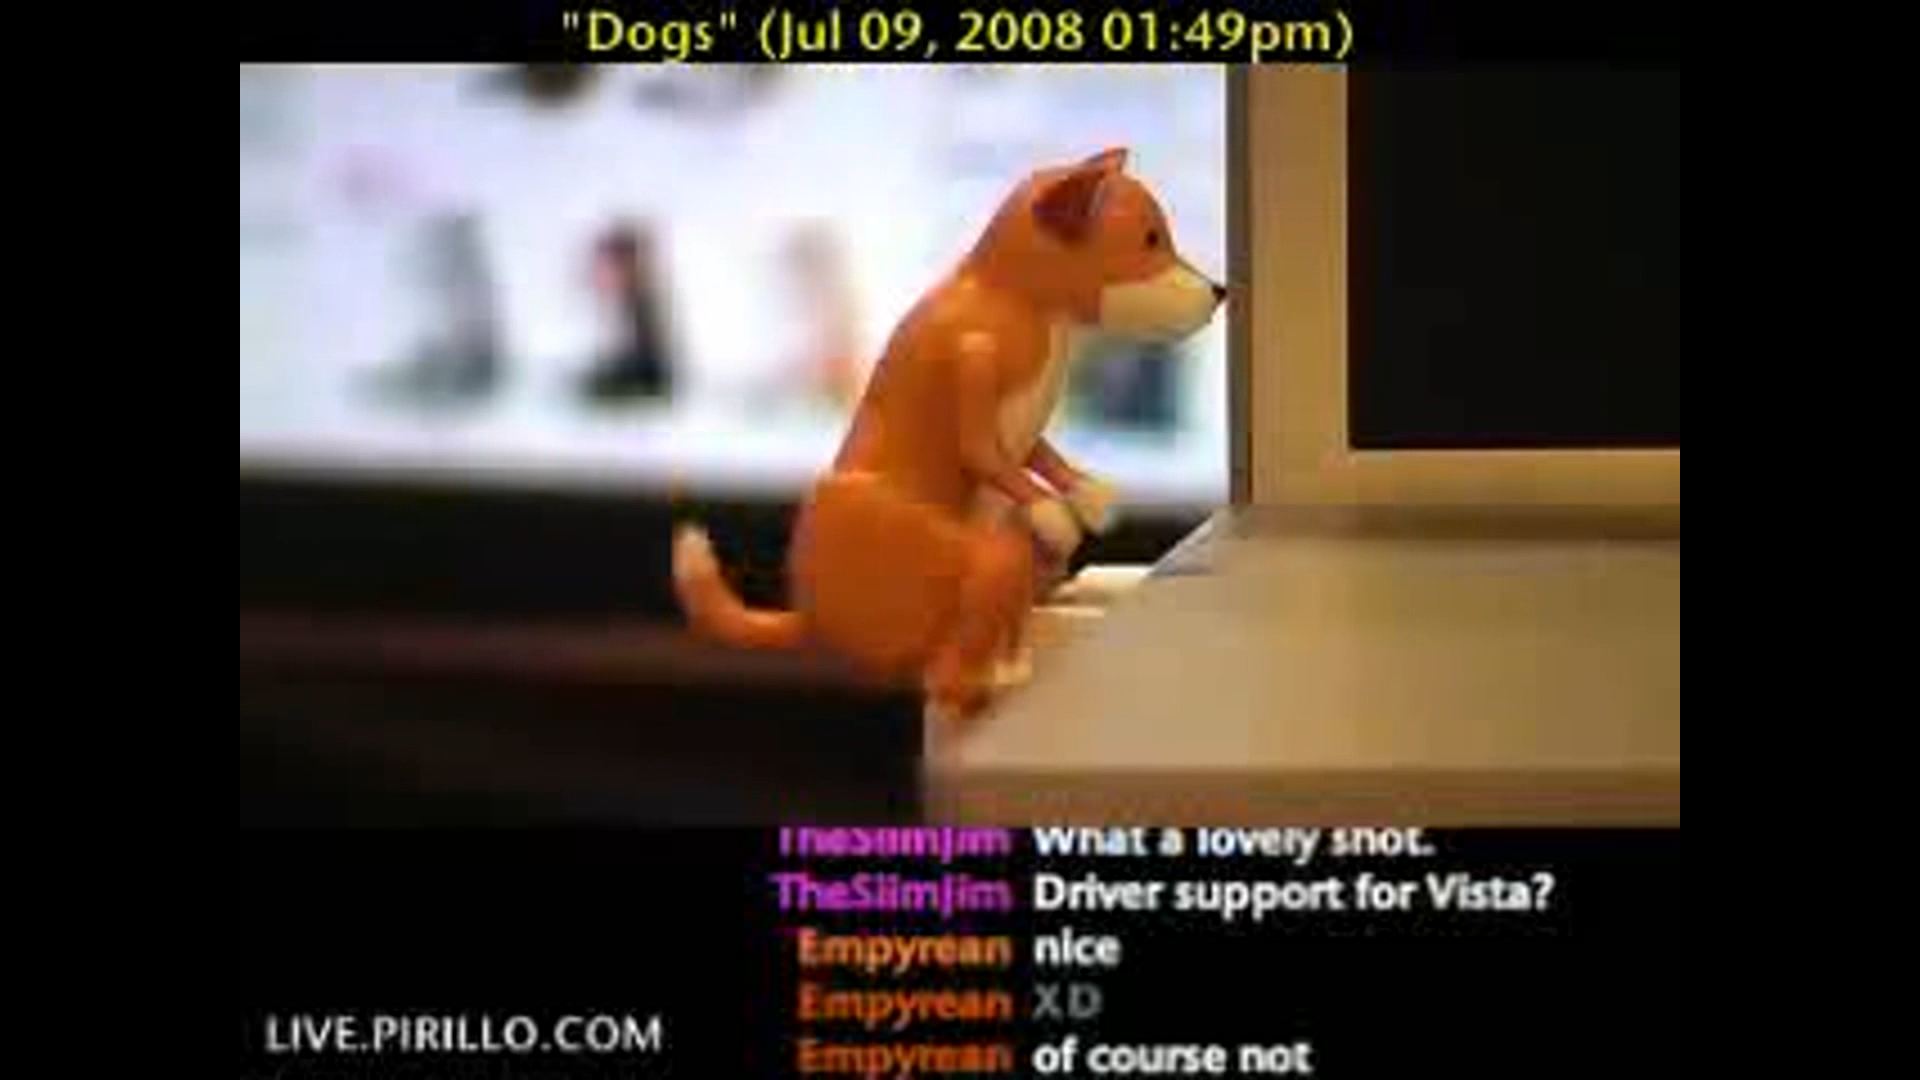 "Dogs" (Jul 09, 2008 01:49pm)
TheSlimJim What a lovely shot.
TheSlimJim Driver support for Vista?
Empyrean nice
Empyrean XD
LIVE.PIRILLO.COM
Empyrean of course not